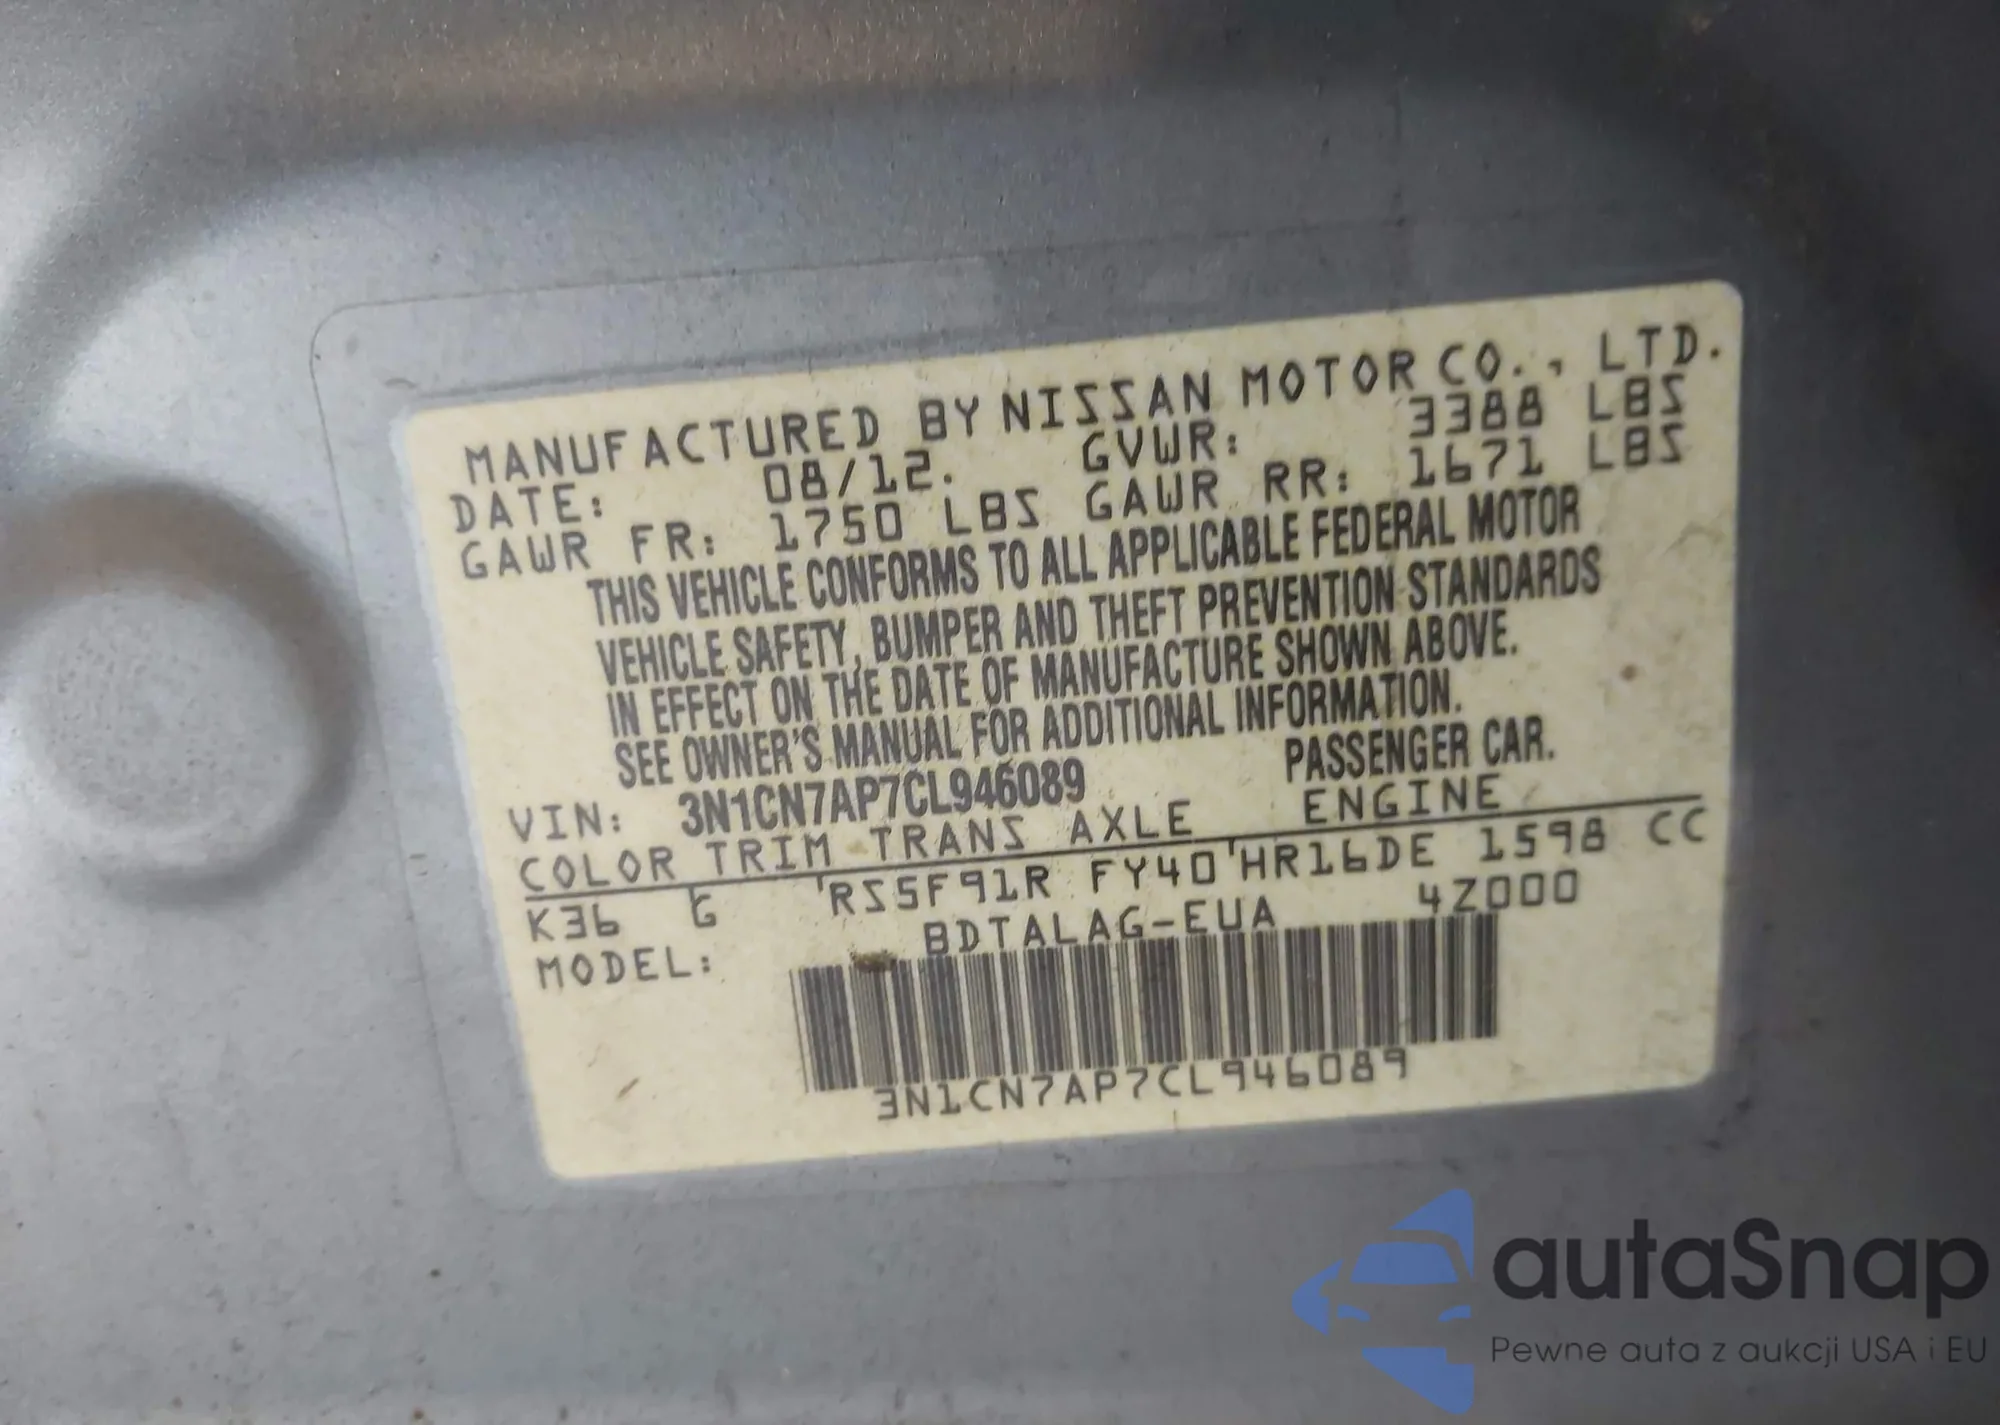 MANUFACTURED BY NISSAN MOTOR CO., LTD.
DATE: 08/12. GVWR: 3388 LBS
GAWR FR: 1750 LBS GAWR RR: 1671 LBS
THIS VEHICLE CONFORMS TO ALL APPLICABLE FEDERAL MOTOR
VEHICLE SAFETY, BUMPER AND THEFT PREVENTION STANDARDS
IN EFFECT ON THE DATE OF MANUFACTURE SHOWN ABOVE.
SEE OWNER'S MANUAL FOR ADDITIONAL INFORMATION.
VIN: 3N1CN7AP7CL946089 PASSENGER CAR.
COLOR TRIM TRANS AXLE ENGINE
K36 G 'RS5F91R FY40'HR16DE 1598 CC
MODEL: BDTALAG-EUA 4Z000
3N1CN7AP7CL946089
autaSnap
Pewne auta z aukcji USA i EU